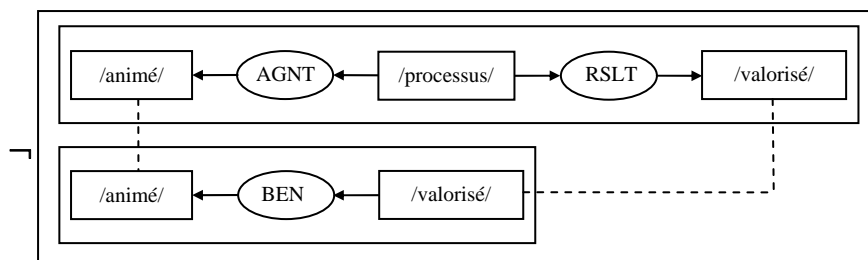 /animé/ AGNT /processus/ RSLT /valorisé/
¬
/animé/ BEN /valorisé/